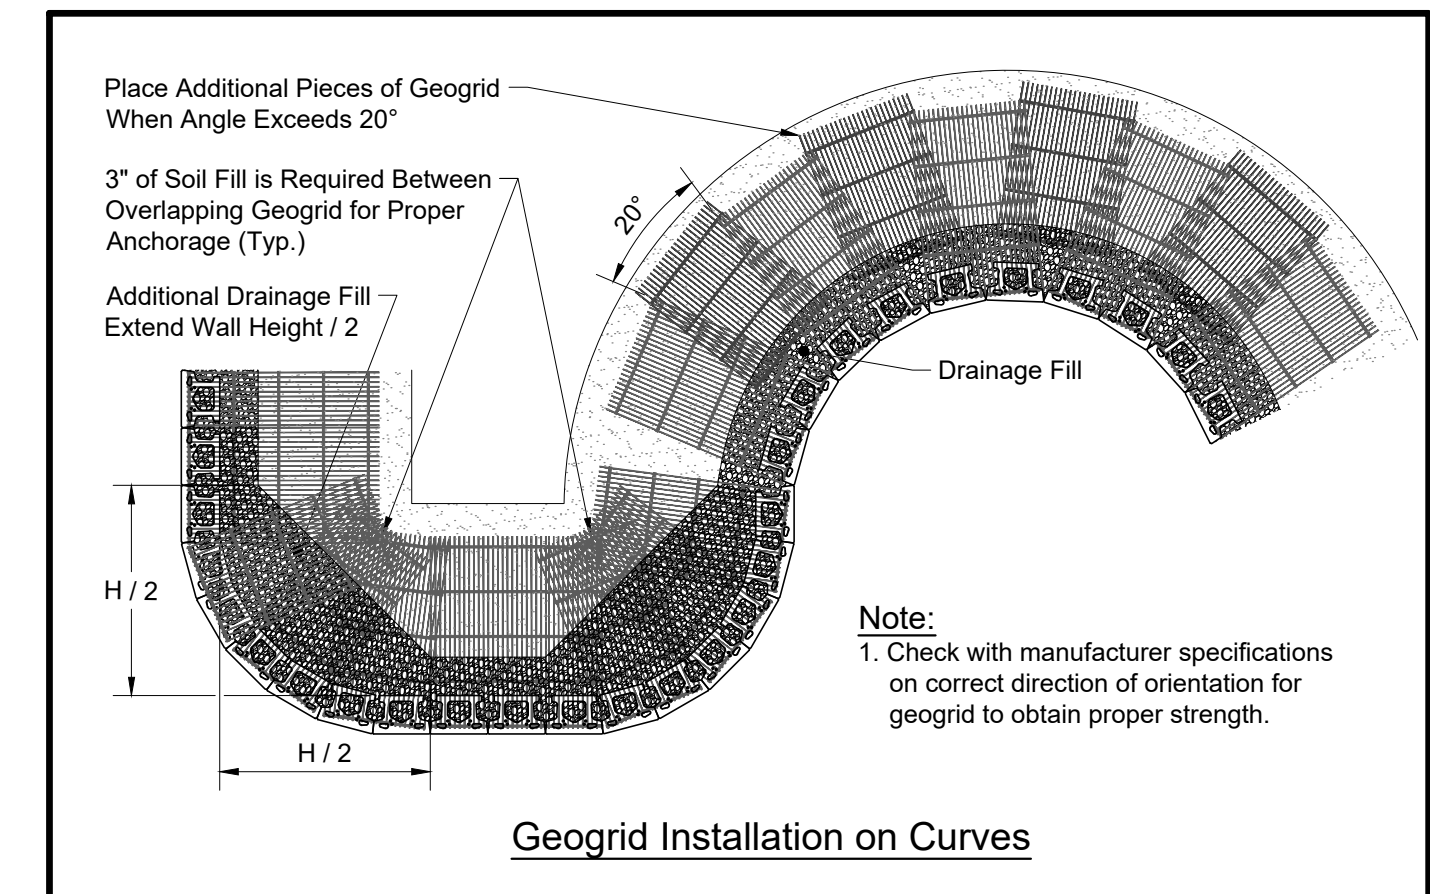 Place Additional Pieces of Geogrid
When Angle Exceeds 20°
3" of Soil Fill is Required Between
Overlapping Geogrid for Proper
Anchorage (Typ.)
Additional Drainage Fill
Extend Wall Height / 2
20°
Drainage Fill
H / 2
H / 2
Note:
1. Check with manufacturer specifications
on correct direction of orientation for
geogrid to obtain proper strength.
Geogrid Installation on Curves